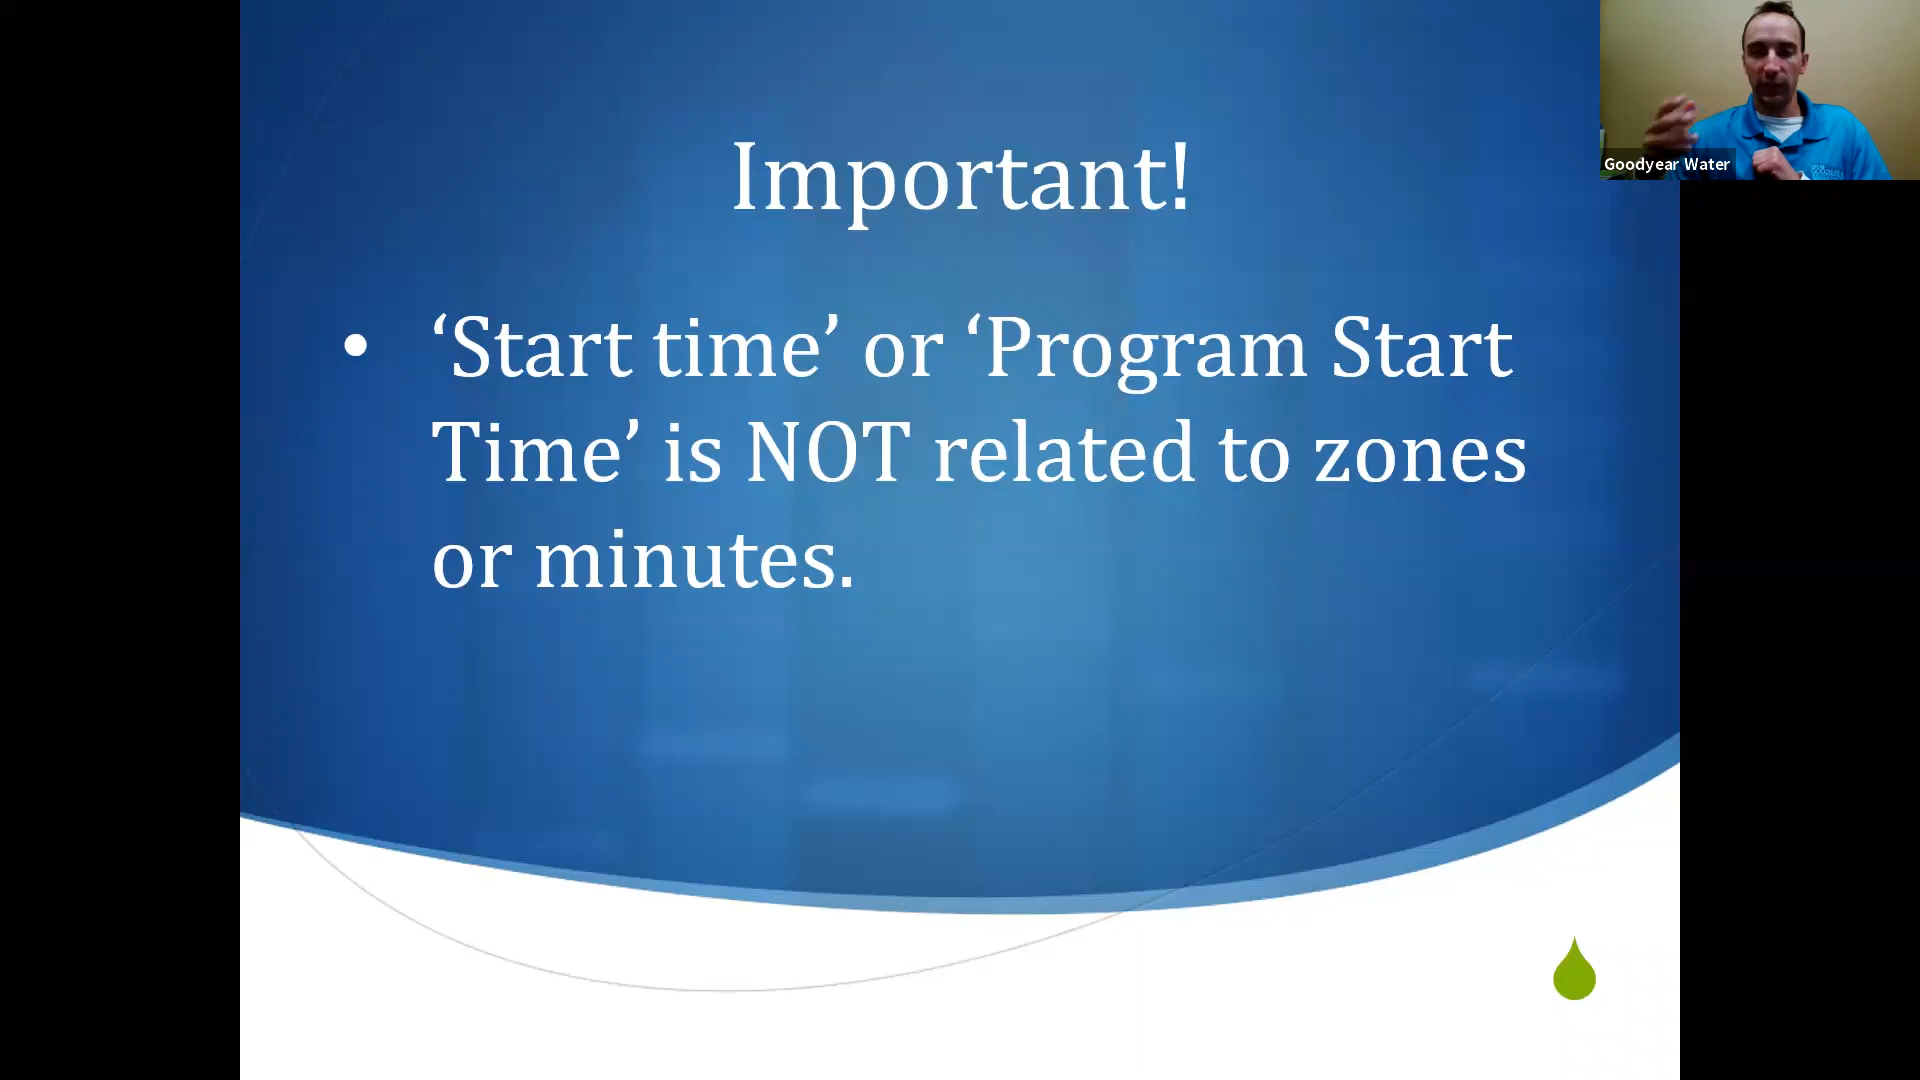 Important!
• ‘Start time’ or ‘Program Start
Time’ is NOT related to zones
or minutes.
Goodyear Water